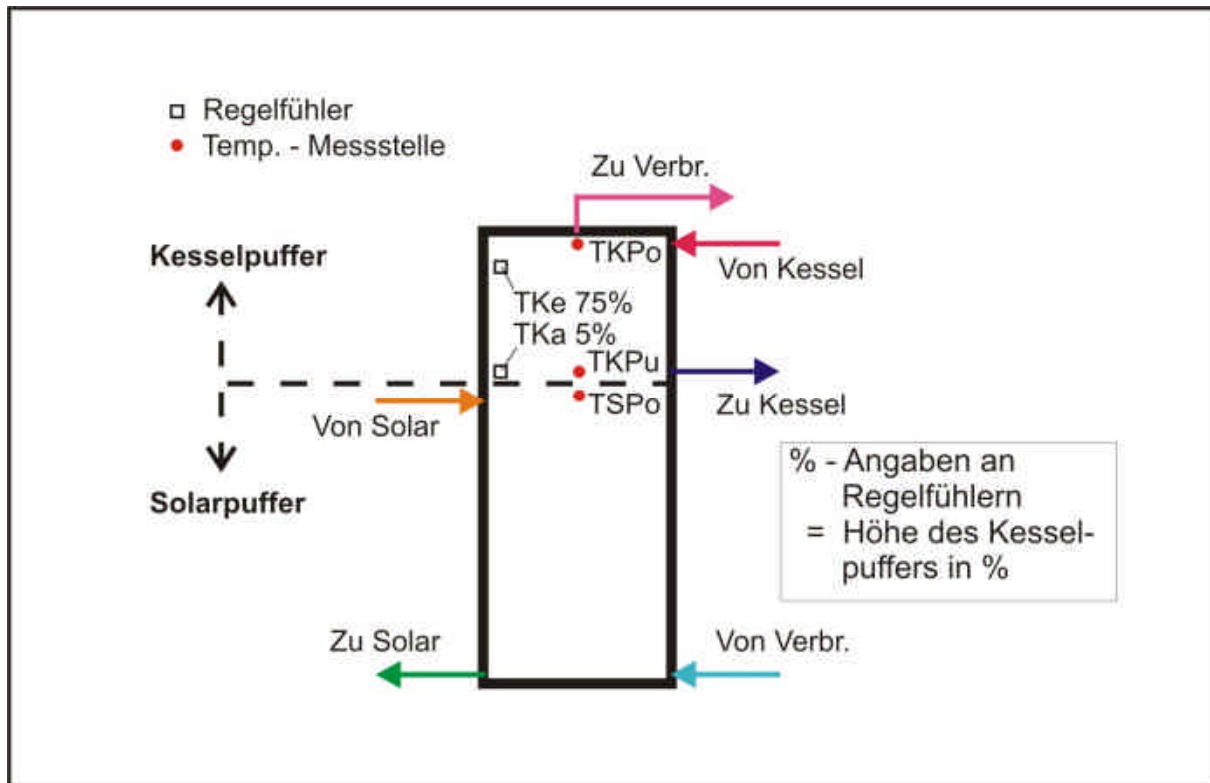 Regelfühler
Temp. - Messstelle
Zu Verbr.
Kesselpuffer
TKPo
Von Kessel
TKe 75%
TKa 5%
TKPu
Zu Kessel
TSPo
Von Solar
Solarpuffer
% - Angaben an
Regelfühlern
= Höhe des Kessel-
puffers in %
Zu Solar
Von Verbr.